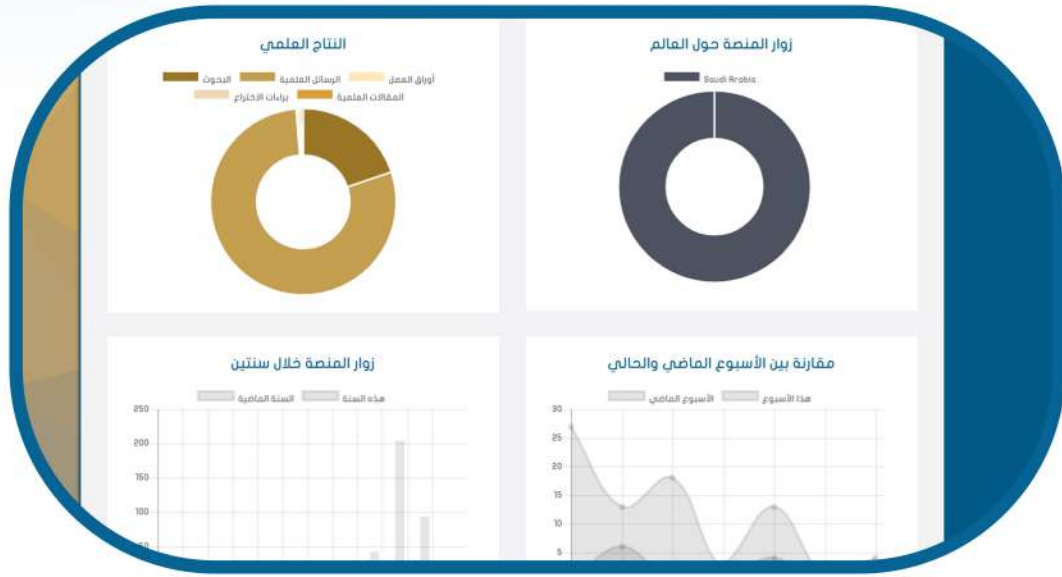 زوار المنصة حول العالم
Saudi Arabia
النتاج العلمي
البحوث الرسائل العلمية أوراق العمل
براءات الاختراع المقالات العلمية
مقارنة بين الأسبوع الماضي والحالي
الأسبوع الماضي هذا الأسبوع
30
25
20
15
10
5
زوار المنصة خلال سنتين
السنة الماضية هذه السنة
250
200
150
100
50